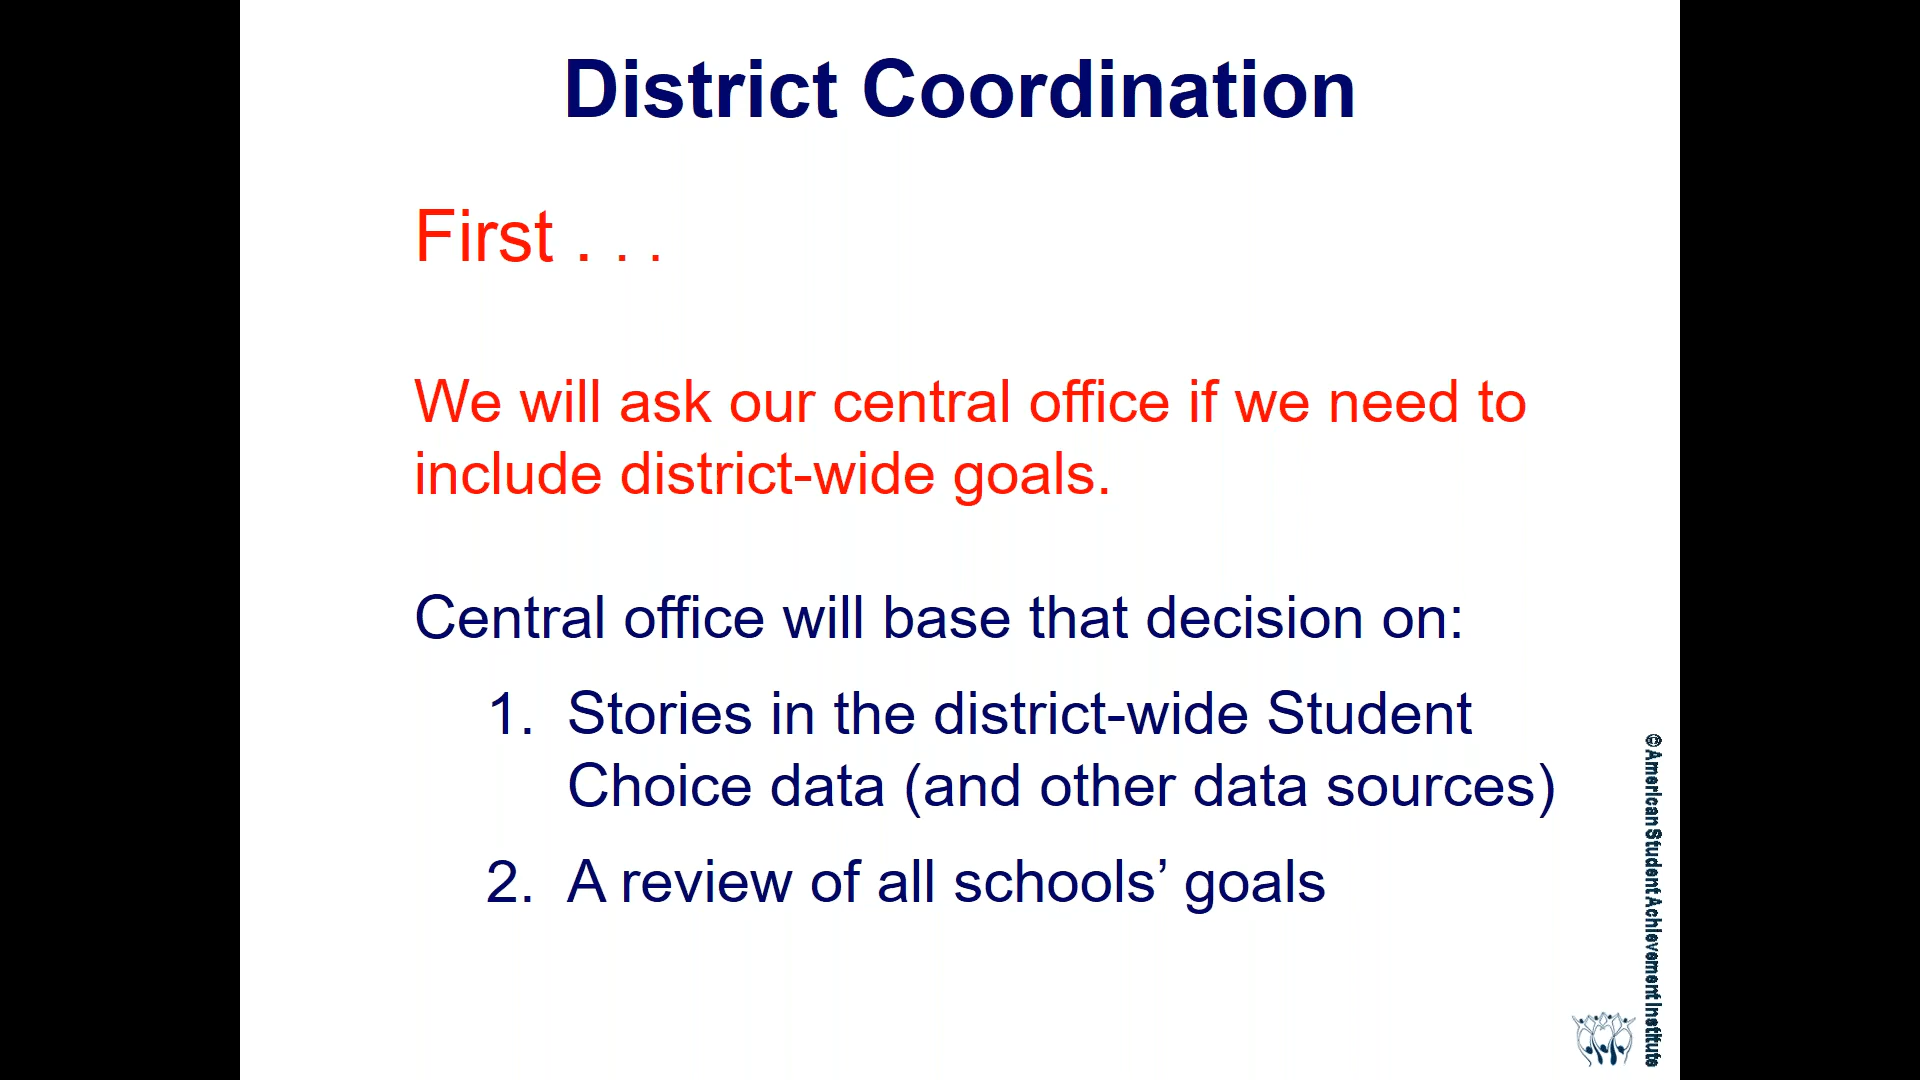 District Coordination
First . . .
We will ask our central office if we need to
include district-wide goals.
Central office will base that decision on:
1. Stories in the district-wide Student
Choice data (and other data sources)
2. A review of all schools’ goals
© American Student Achievement Institute